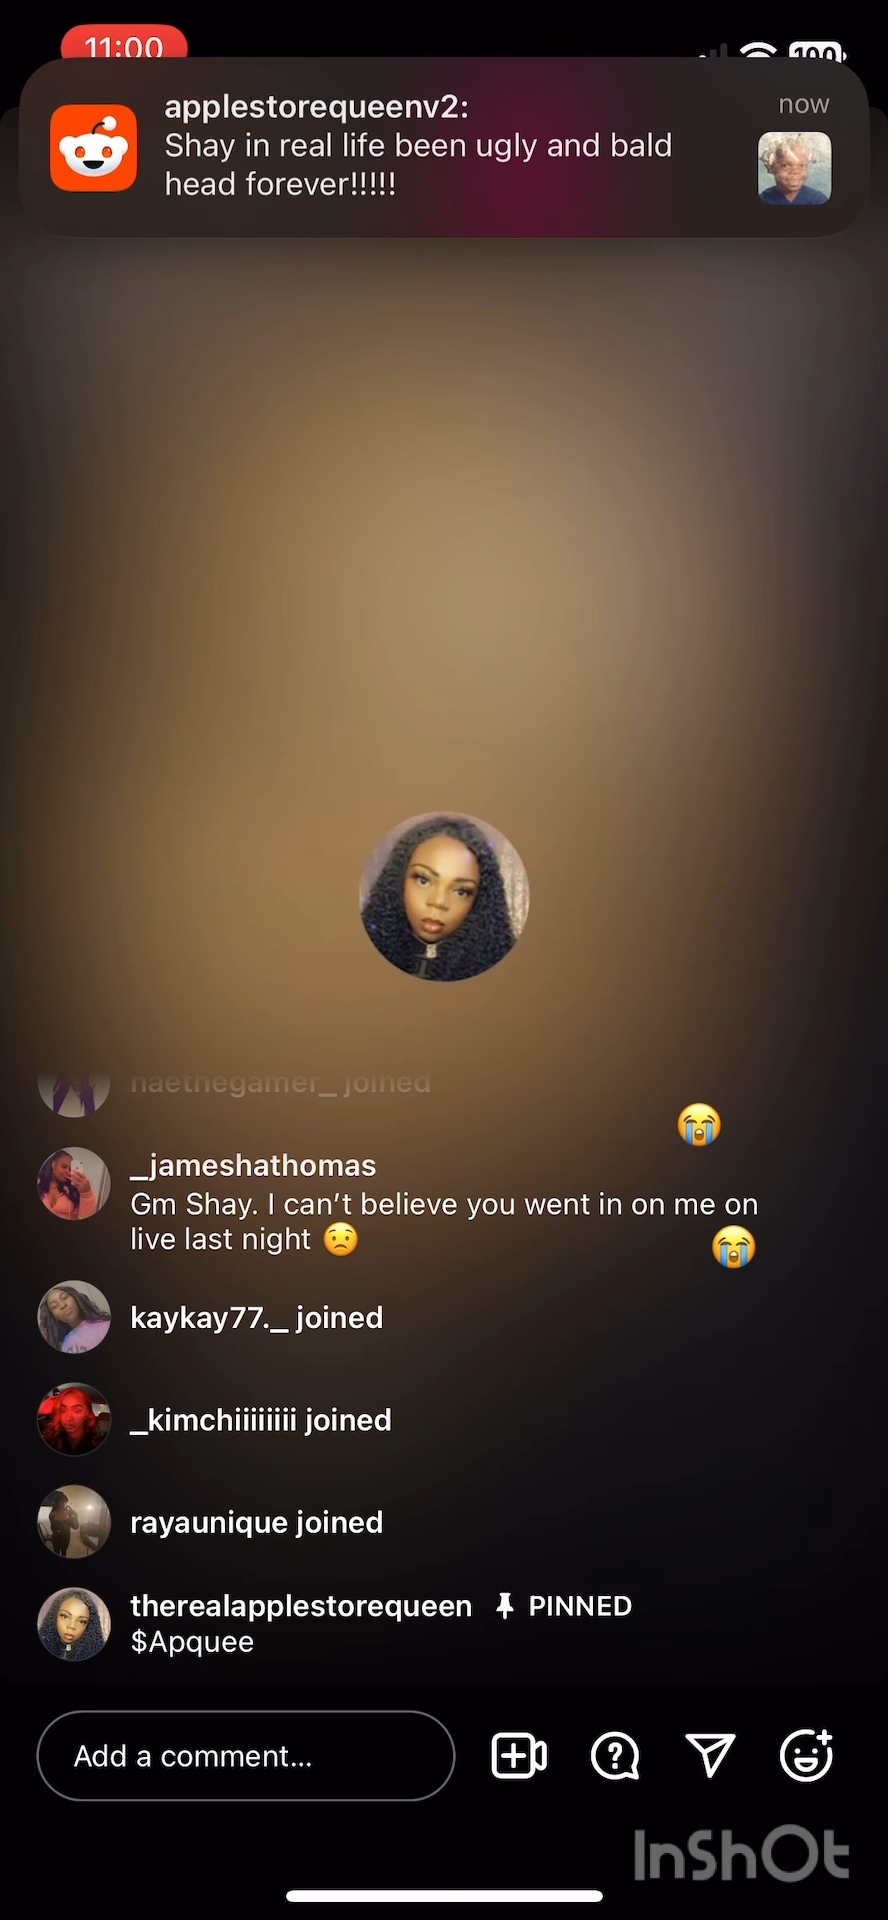 11:00
100
applestorequeenv2:
now
Shay in real life been ugly and bald
head forever!!!!!
naethegamer_ joined
_jameshathomas
Gm Shay. I can't believe you went in on me on
live last night 😟
kaykay77._ joined
_kimchiiiiiiiii joined
rayaunique joined
therealapplestorequeen PINNED
$Apquee
Add a comment...
InShOt